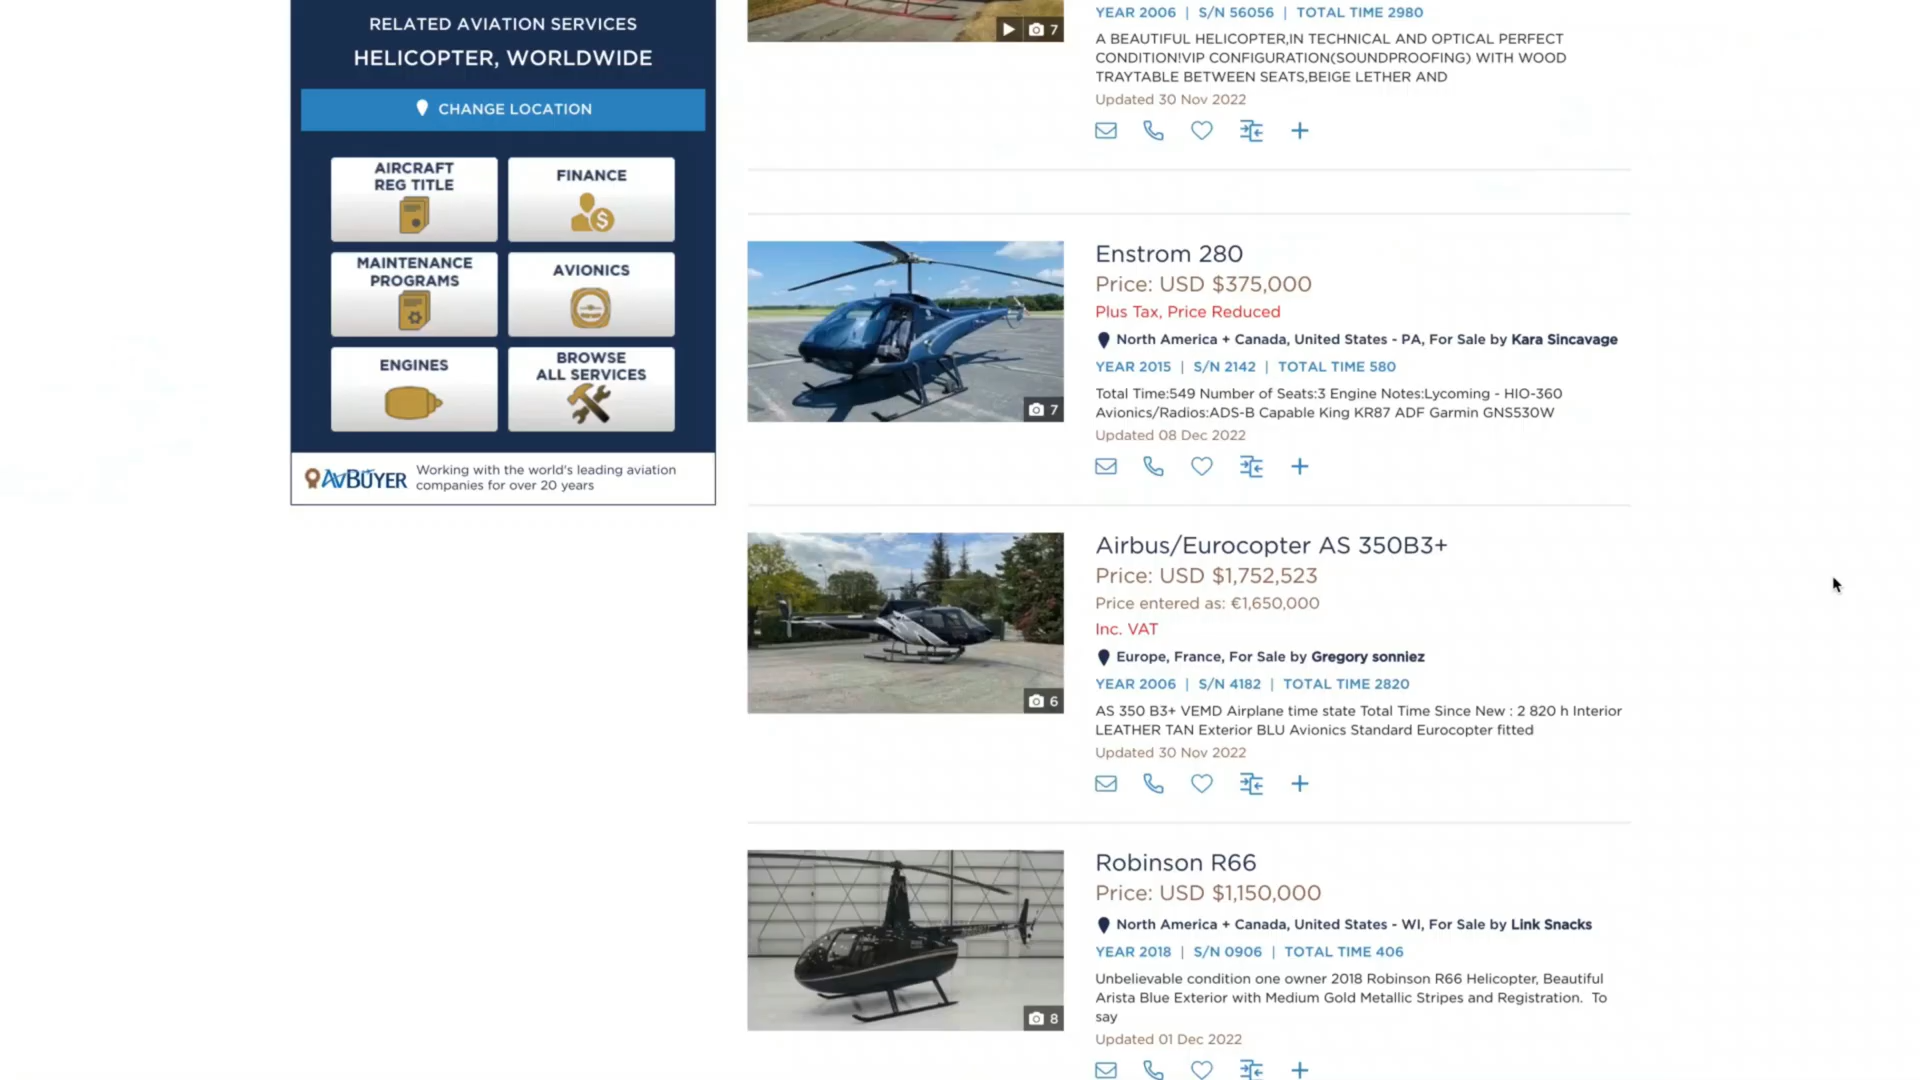 RELATED AVIATION SERVICES
HELICOPTER, WORLDWIDE
CHANGE LOCATION
AIRCRAFT
REG TITLE
FINANCE
MAINTENANCE
PROGRAMS
AVIONICS
ENGINES
BROWSE
ALL SERVICES
AVBUYER
Working with the world's leading aviation
companies for over 20 years
7
YEAR 2006 | S/N 56056 | TOTAL TIME 2980
A BEAUTIFUL HELICOPTER,IN TECHNICAL AND OPTICAL PERFECT
CONDITION!VIP CONFIGURATION(SOUNDPROOFING) WITH WOOD
TRAYTABLE BETWEEN SEATS,BEIGE LETHER AND
Updated 30 Nov 2022
7
Enstrom 280
Price: USD $375,000
Plus Tax, Price Reduced
North America + Canada, United States - PA, For Sale by Kara Sincavage
YEAR 2015 | S/N 2142 | TOTAL TIME 580
Total Time:549 Number of Seats:3 Engine Notes:Lycoming - HIO-360
Avionics/Radios:ADS-B Capable King KR87 ADF Garmin GNS530W
Updated 08 Dec 2022
6
Airbus/Eurocopter AS 350B3+
Price: USD $1,752,523
Price entered as: €1,650,000
Inc. VAT
Europe, France, For Sale by Gregory sonniez
YEAR 2006 | S/N 4182 | TOTAL TIME 2820
AS 350 B3+ VEMD Airplane time state Total Time Since New : 2 820 h Interior
LEATHER TAN Exterior BLU Avionics Standard Eurocopter fitted
Updated 30 Nov 2022
8
Robinson R66
Price: USD $1,150,000
North America + Canada, United States - WI, For Sale by Link Snacks
YEAR 2018 | S/N 0906 | TOTAL TIME 406
Unbelievable condition one owner 2018 Robinson R66 Helicopter, Beautiful
Arista Blue Exterior with Medium Gold Metallic Stripes and Registration. To
say
Updated 01 Dec 2022